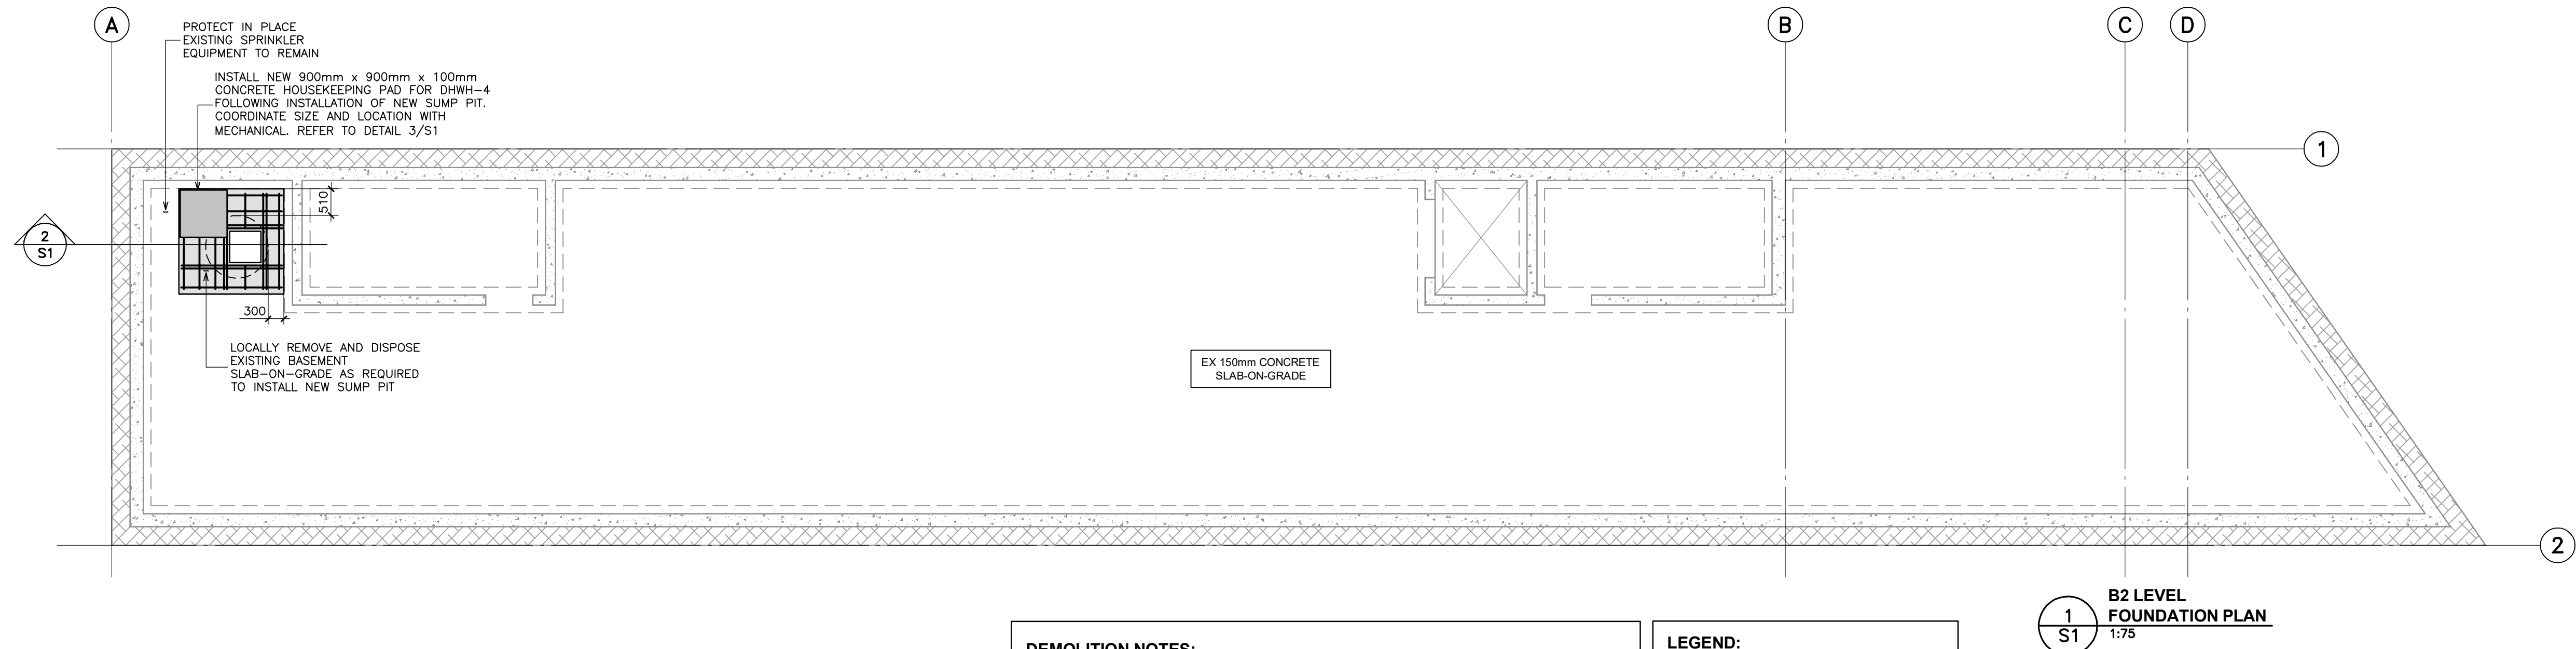 A
B
C
D
PROTECT IN PLACE
EXISTING SPRINKLER
EQUIPMENT TO REMAIN
INSTALL NEW 900mm x 900mm x 100mm
CONCRETE HOUSEKEEPING PAD FOR DHWH-4
FOLLOWING INSTALLATION OF NEW SUMP PIT.
COORDINATE SIZE AND LOCATION WITH
MECHANICAL. REFER TO DETAIL 3/S1
1
510
2
S1
300
LOCALLY REMOVE AND DISPOSE
EXISTING BASEMENT
SLAB-ON-GRADE AS REQUIRED
TO INSTALL NEW SUMP PIT
EX 150mm CONCRETE
SLAB-ON-GRADE
2
1
S1
B2 LEVEL
FOUNDATION PLAN
1:75
DEMOLITION NOTES:
LEGEND: